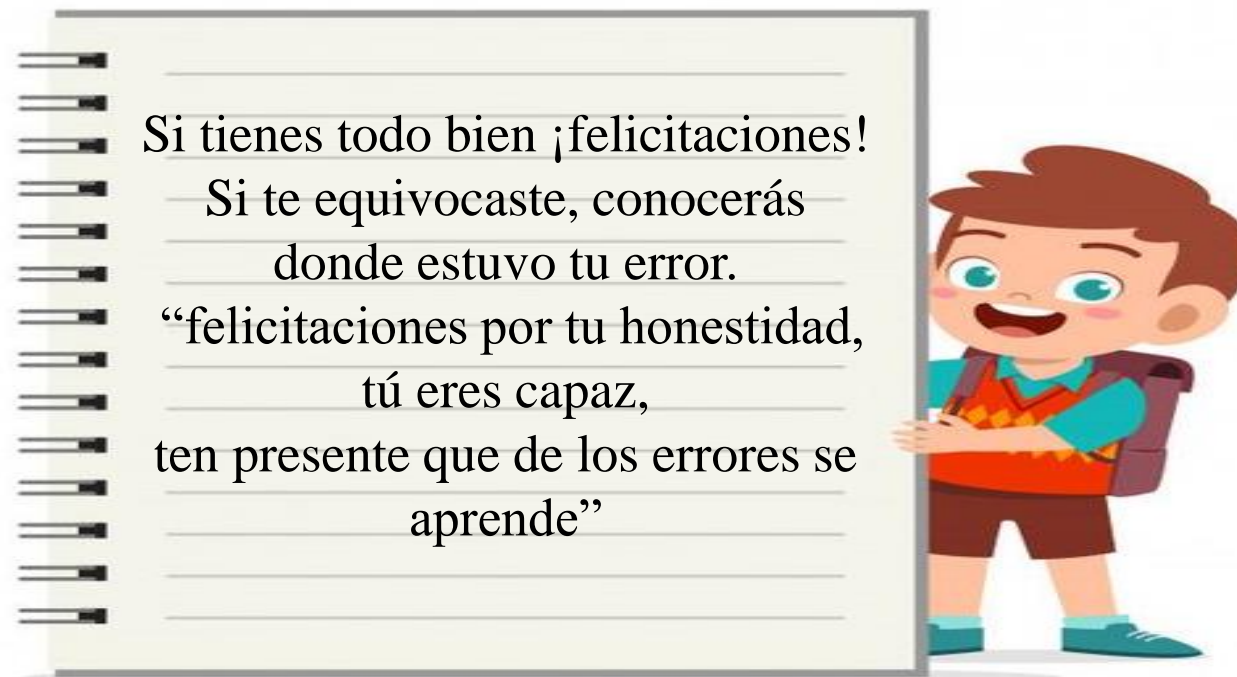 Si tienes todo bien ¡felicitaciones!
Si te equivocaste, conocerás
donde estuvo tu error.
“felicitaciones por tu honestidad,
tú eres capaz,
ten presente que de los errores se
aprende”